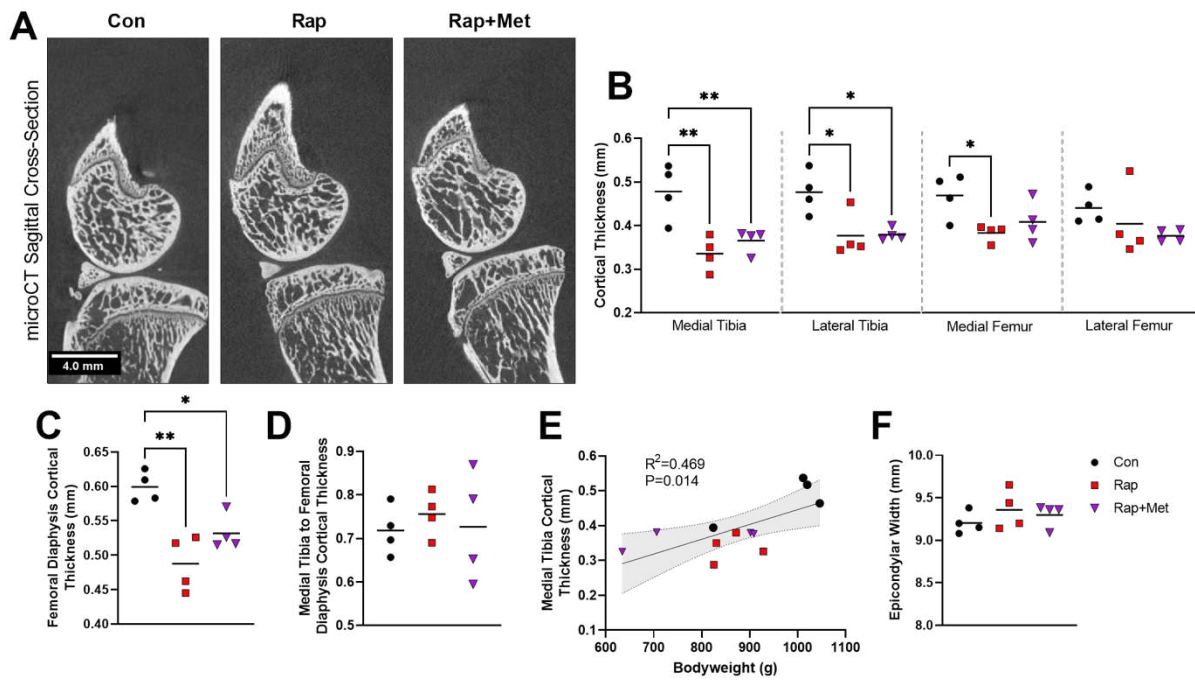 A
Con
Rap
Rap+Met
microCT Sagittal Cross-Section
4.0 mm
B
Cortical Thickness (mm)
0.6
0.5
0.4
0.3
0.2
**
**
*
*
*
Medial Tibia
Lateral Tibia
Medial Femur
Lateral Femur
C
Femoral Diaphysis Cortical
Thickness (mm)
0.65
0.60
0.55
0.50
0.45
0.40
*
**
D
Medial Tibia to Femoral
Diaphysis Cortical Thickness
0.9
0.8
0.7
0.6
0.5
E
Medial Tibia Cortical
Thickness (mm)
0.7
0.6
0.5
0.4
0.3
0.2
0.1
R²=0.469
P=0.014
600
700
800
900
1000
1100
Bodyweight (g)
F
Epicondylar Width (mm)
10.0
9.5
9.0
8.5
8.0
Con
Rap
Rap+Met